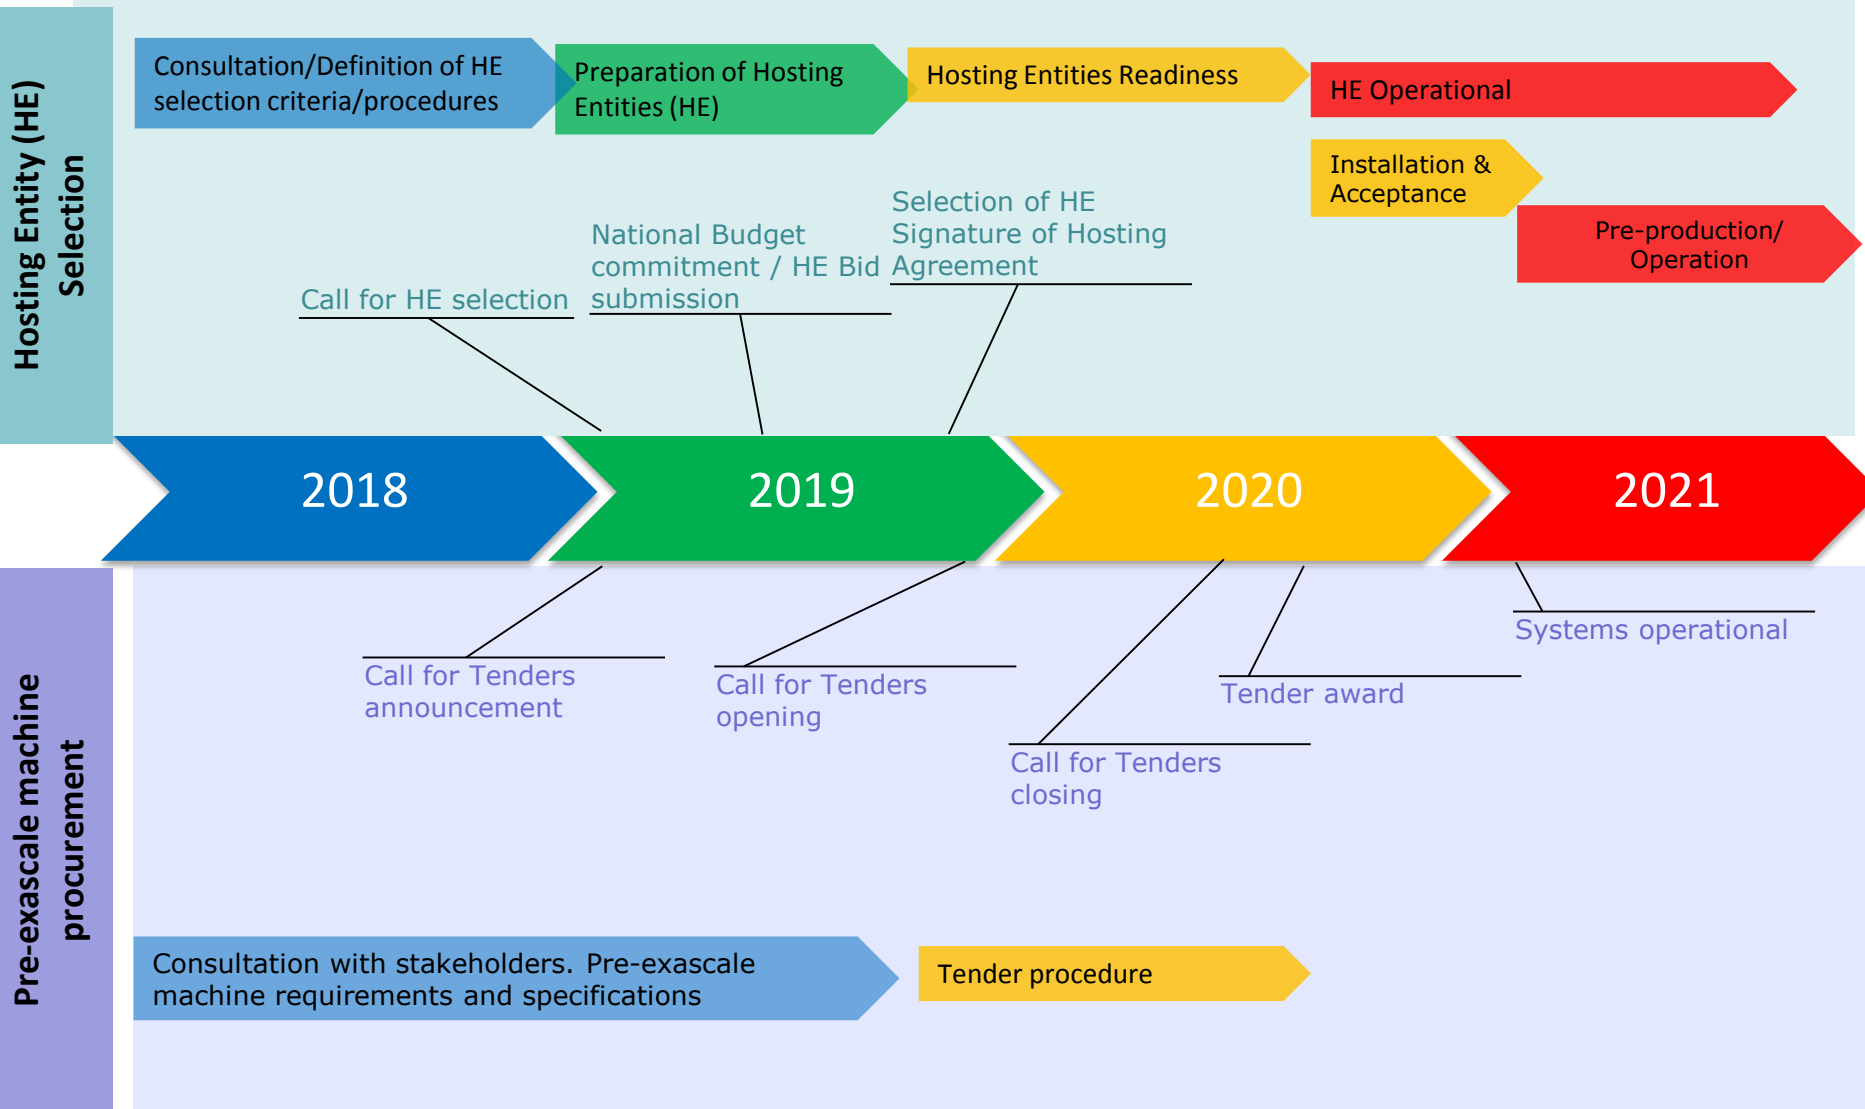 Hosting Entity (HE)
Selection
Consultation/Definition of HE
selection criteria/procedures
Preparation of Hosting
Entities (HE)
Hosting Entities Readiness
HE Operational
Installation &
Acceptance
Pre-production/
Operation
Call for HE selection
National Budget
commitment / HE Bid
submission
Selection of HE
Signature of Hosting
Agreement
2018
2019
2020
2021
Pre-exascale machine
procurement
Call for Tenders
announcement
Call for Tenders
opening
Call for Tenders
closing
Tender award
Systems operational
Consultation with stakeholders. Pre-exascale
machine requirements and specifications
Tender procedure